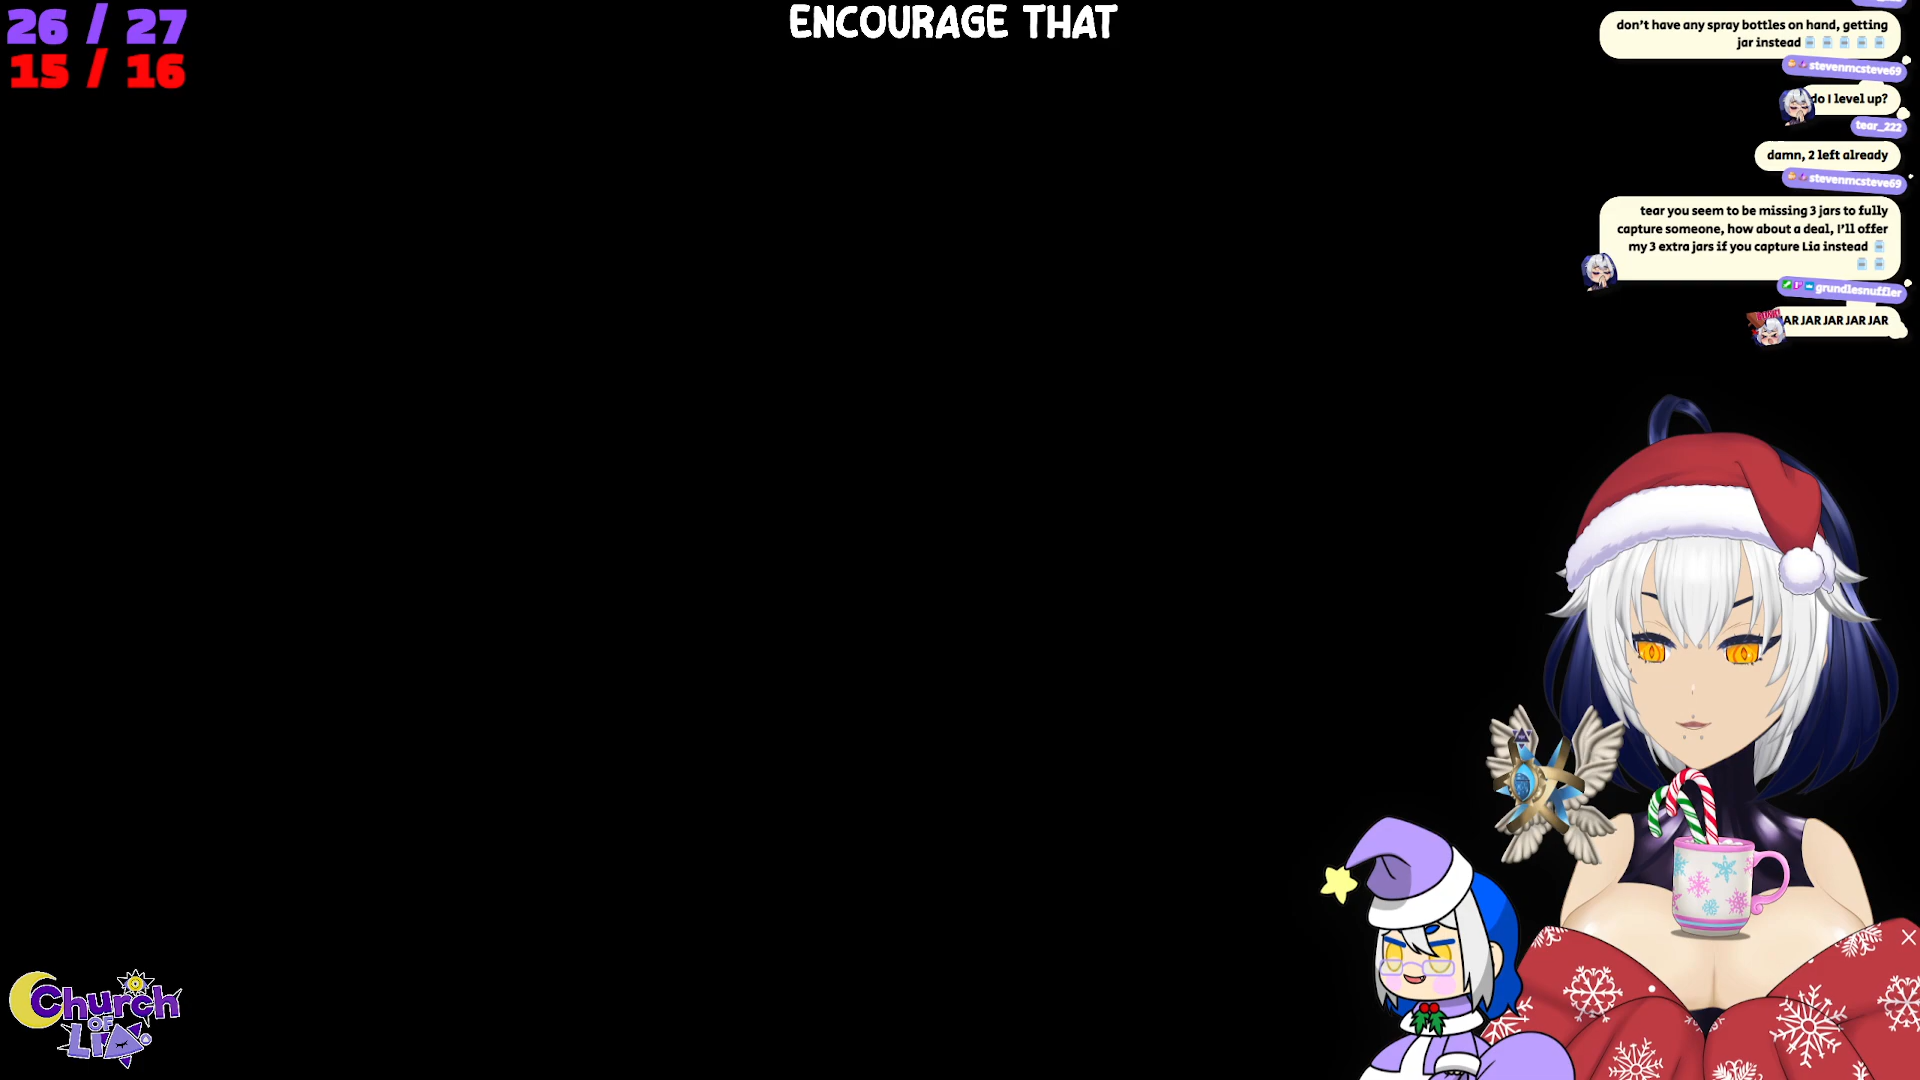 26 / 27
15 / 16
ENCOURAGE THAT
don't have any spray bottles on hand, getting
jar instead
stevenmcsteve69
do I level up?
tear_222
damn, 2 left already
stevenmcsteve69
tear you seem to be missing 3 jars to fully
capture someone, how about a deal, I'll offer
my 3 extra jars if you capture Lia instead
grundlesnuffler
JAR JAR JAR JAR JAR
Church
OF
LIA